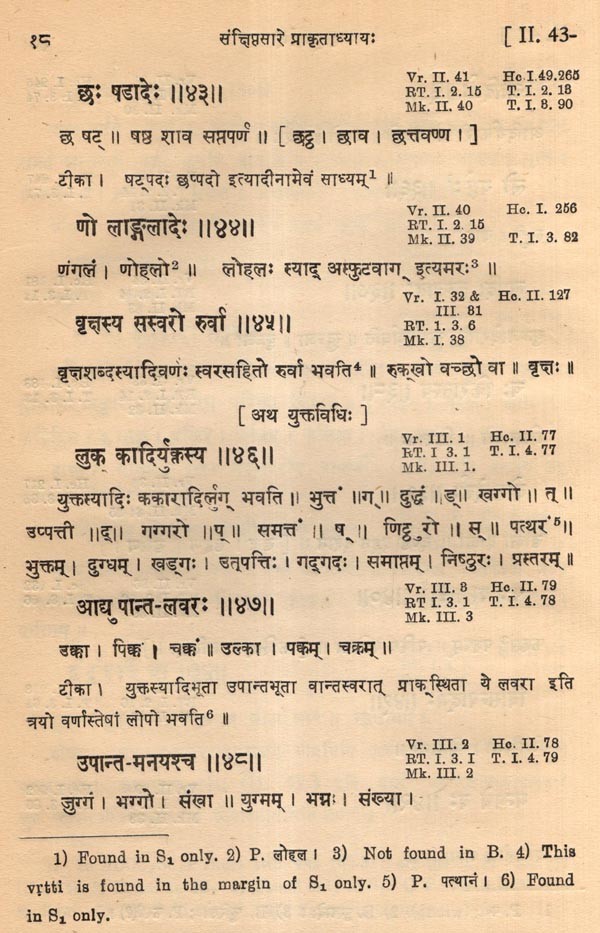 १८ संक्षिप्तसारे प्राकृताध्यायः [ II. 43-
छः षडादेः ॥४३॥ Vr. II. 41 Hc. I. 49.265
RT. I. 2. 15 T. I. 2. 18
Mk. II. 40 T. I. 3. 90
छ षट् ॥ षष्ठ शाव सप्तपर्ण ॥ [ छट्ठ । छाव । छत्तवण्ण । ]
टीका । षट्पदः छप्पदो इत्यादीनामेवं साध्यम्¹ ॥
णो लाङ्गलादेः ॥४४॥ Vr. II. 40 Hc. I. 256
RT. I. 2. 15
Mk. II. 39 T. I. 3. 82
णंगलं । णोहलो² ॥ लोहलः स्याद् अस्फुटवाग् इत्यमरः³ ॥
Vr. I. 32 & Hc. II. 127
III. 31
वृक्षस्य सस्वरो रुर्वा ॥४५॥ RT. 1. 3. 6
Mk. I. 38
वृक्षशब्दस्यादिवर्णः स्वरसहितो रुर्वा भवति⁴ ॥ रुक्खो वच्छो वा ॥ वृक्षः ॥
[ अथ युक्तविधिः ]
लुक् कादिर्युक्तस्य ॥४६॥ Vr. III. 1 Hc. II. 77
RT. I 3. 1 T. I. 4. 77
Mk. III. 1.
युक्तस्यादिः ककारादिर्लुग् भवति ॥ भुत्तं ॥ग्॥ दुद्धं ॥ड्॥ खग्गो ॥ त् ॥
उप्पत्ती ॥द्॥ गग्गरो ॥प्॥ समत्तं ॥ ष् ॥ णिट्ठुरो ॥ स् ॥ पत्थरं⁵ ॥
भुक्तम् । दुग्धम् । खड्गः । उत्पत्तिः । गद्गदः । समाप्तम् । निष्ठुरः । प्रस्तरम् ॥
आद्युपान्त-लवरः ॥४७॥ Vr. III. 3 Hc. II. 79
RT I. 3. 1 T. I. 4. 78
Mk. III. 3
उक्का । पिक्क । चक्कं ॥ उल्का । पक्वम् । चक्रम् ॥
टीका । युक्तस्यादिभूता उपान्तभूता वान्तस्वरात् प्राक्स्थिता ये लवरा इति
त्रयो वर्णास्तेषां लोपो भवति⁶ ॥
उपान्त-मनयश्च ॥४८॥ Vr. III. 2 Hc. II. 78
RT. I. 3. I T. I. 4. 79
Mk. III. 2
जुग्गं । भग्गो । संखा ॥ युग्मम् । भग्नः । संख्या ।
1) Found in S₁ only. 2) P. लोहल । 3) Not found in B. 4) This
vṛtti is found in the margin of S₁ only. 5) P. पत्थानं । 6) Found
in S₁ only.